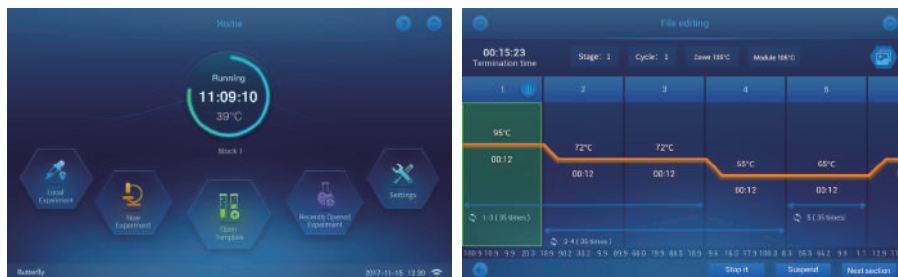 Home
Running
11:09:10
39°C
Block 1
Local
Experiment
New
Experiment
Open
Template
Recently Opened
Experiment
Settings
Butterfly
2017-11-15 12:30
File editing
00:15:23
Termination time
Stage: 1
Cycle: 1
Cover 105°C
Module 105°C
1
2
3
4
5
95°C
72°C
72°C
65°C
65°C
00:12
00:12
00:12
00:12
00:12
1-3 ( 35 times)
5 ( 35 times)
2-4 ( 35 times)
Stop it
Suspend
Next section